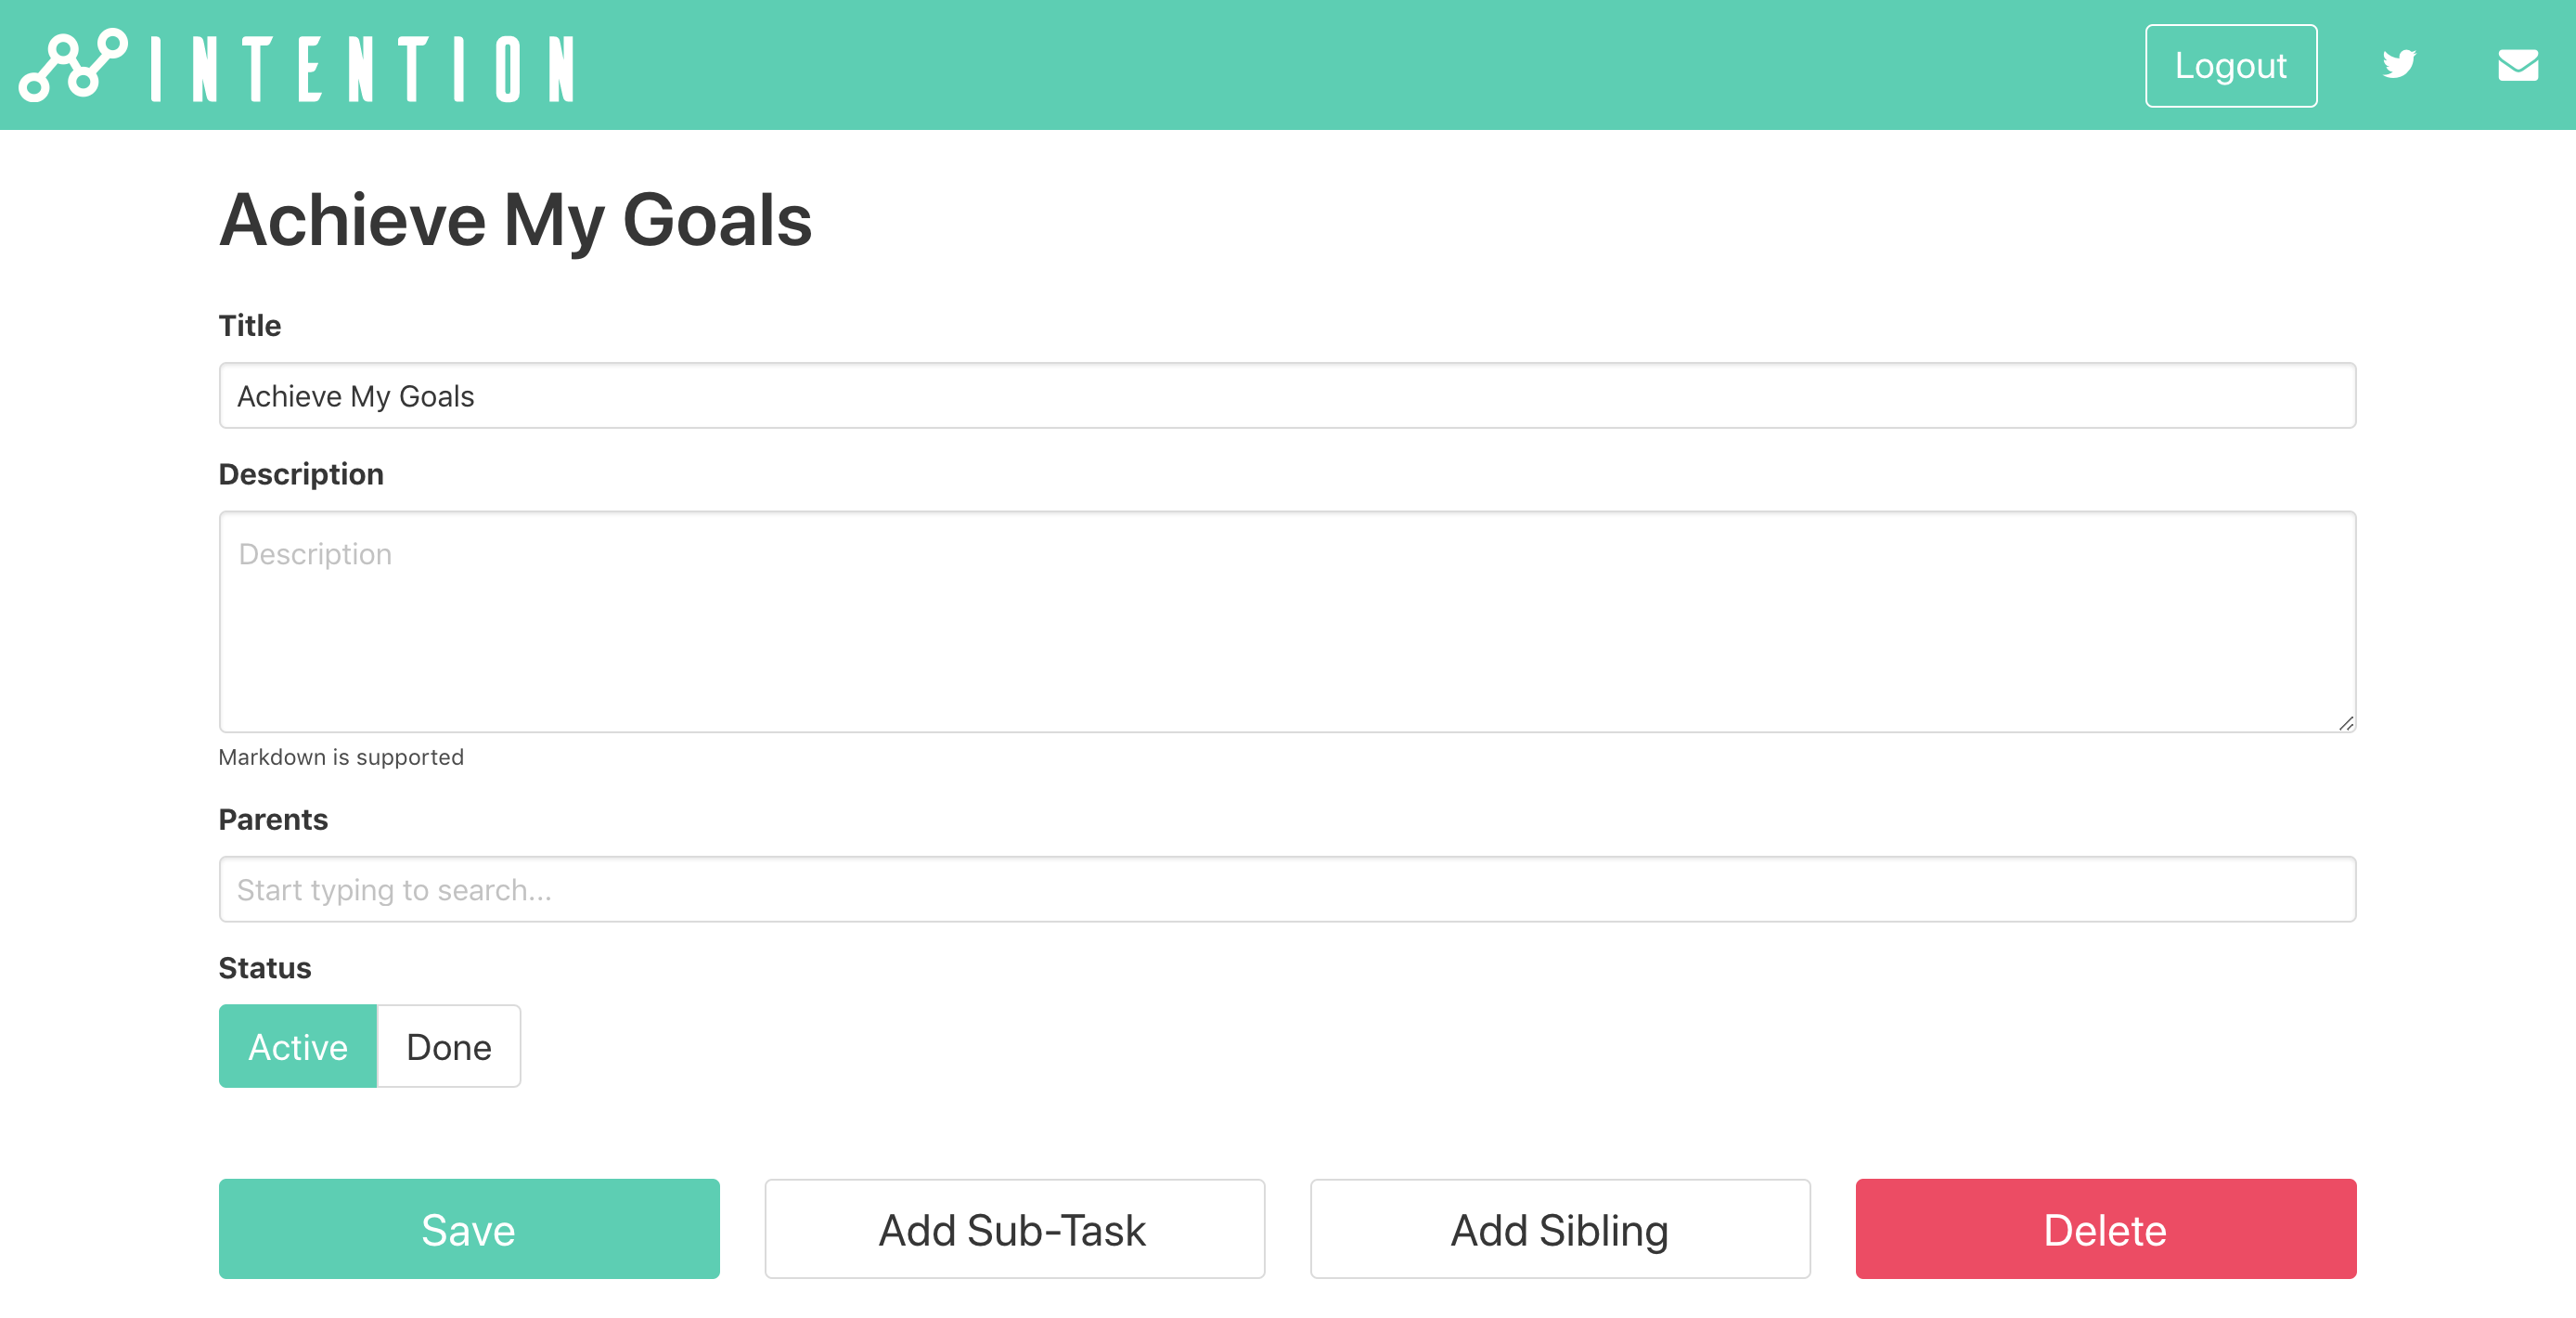 INTENTION
Logout
Achieve My Goals
Title
Achieve My Goals
Description
Description
Markdown is supported
Parents
Start typing to search...
Status
Active Done
Save Add Sub-Task Add Sibling Delete